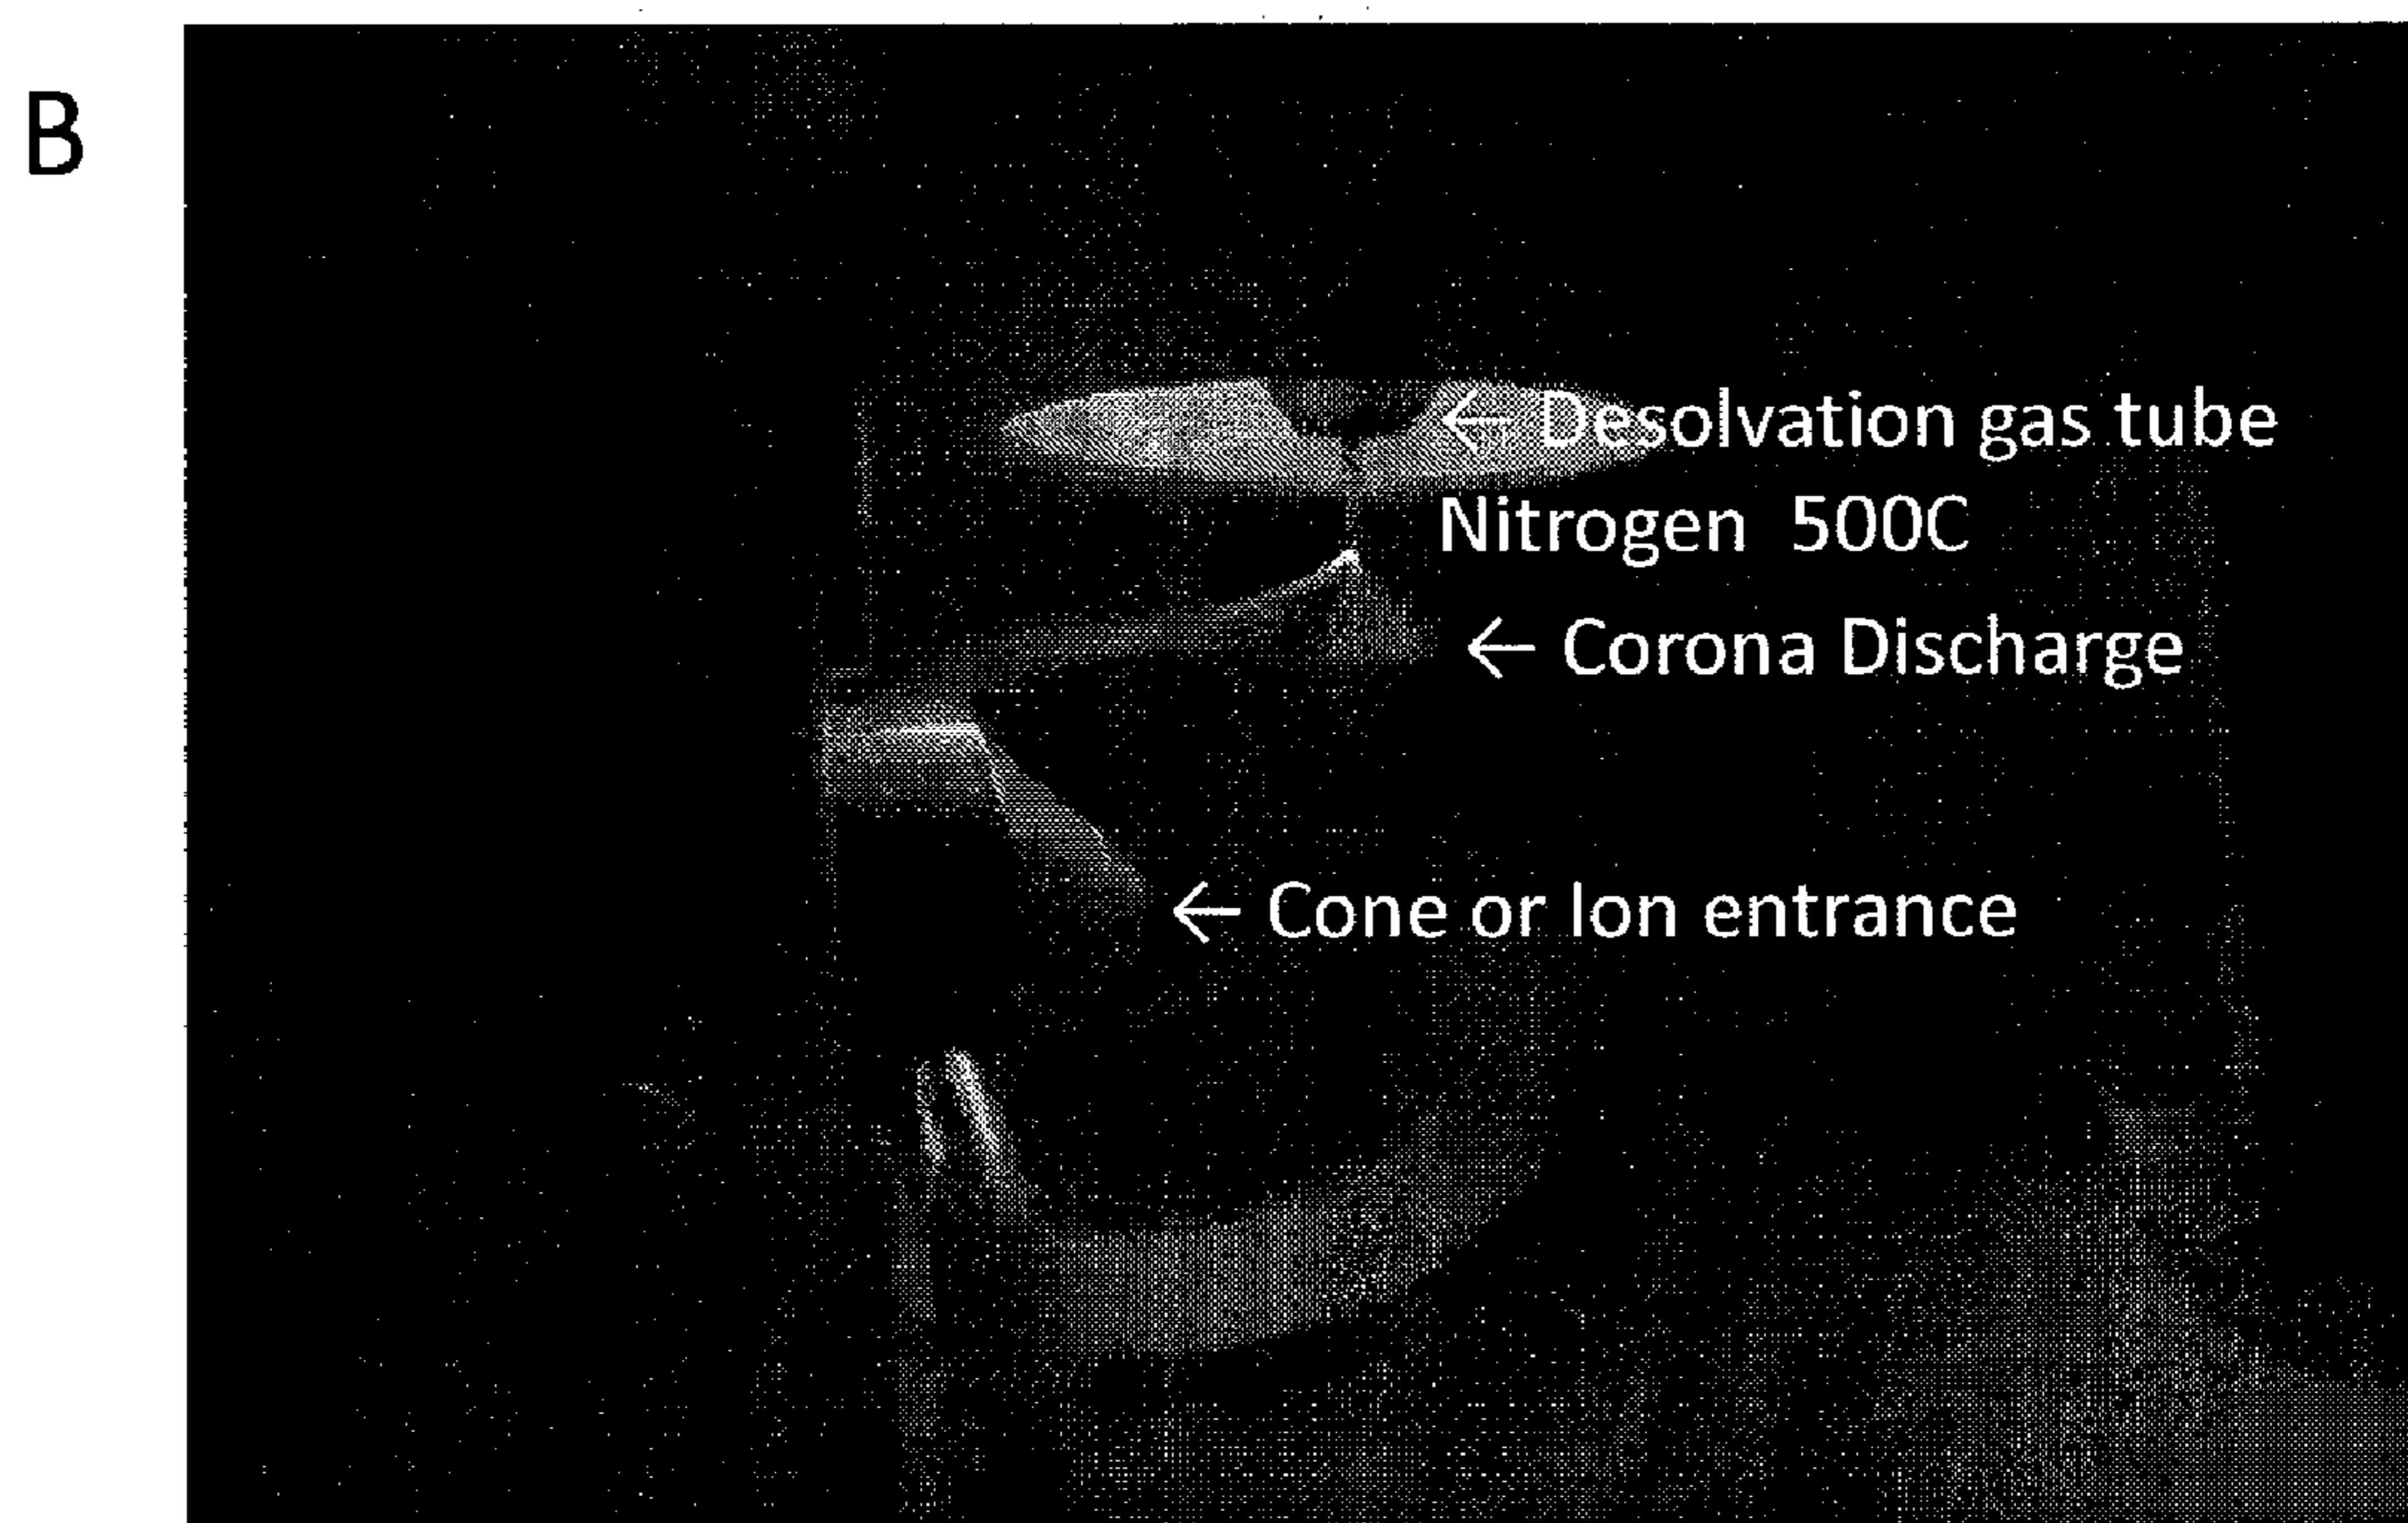 B
← Desolvation gas tube
Nitrogen 500C
← Corona Discharge
← Cone or Ion entrance